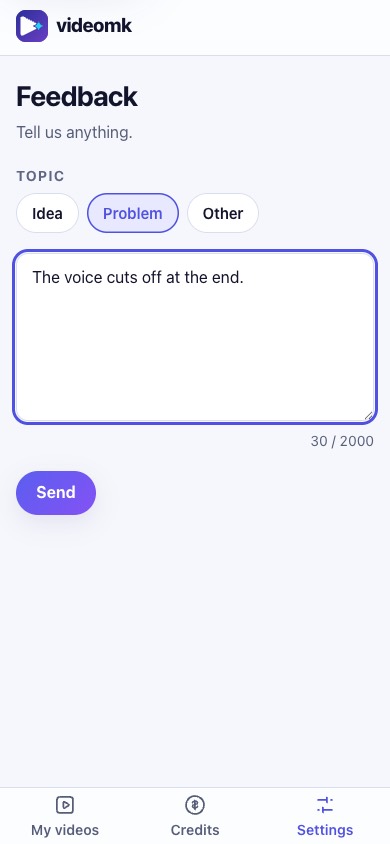 videomk
Feedback
Tell us anything.
TOPIC
Idea
Problem
Other
The voice cuts off at the end.
30 / 2000
Send
My videos
Credits
Settings